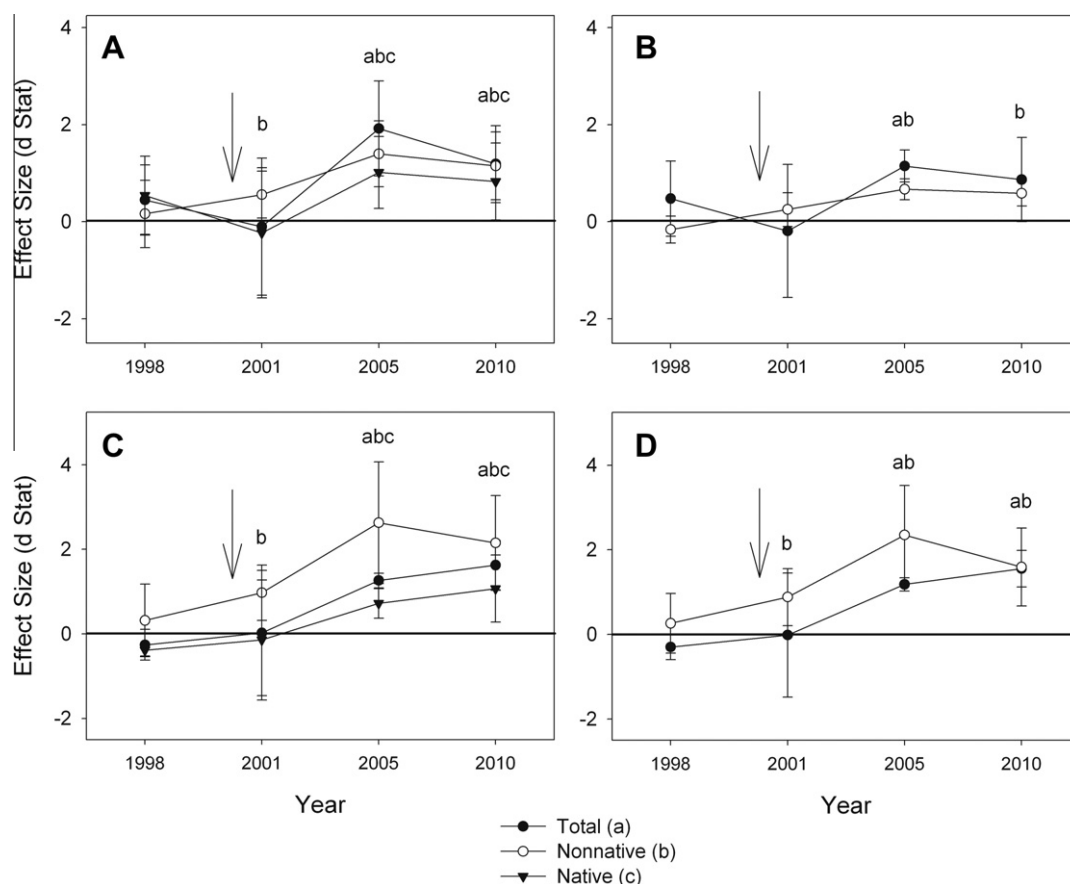 A
B
Effect Size (d Stat)
4
2
0
-2
b
abc
abc
1998
2001
2005
2010
4
2
0
-2
ab
b
1998
2001
2005
2010
C
D
Effect Size (d Stat)
4
2
0
-2
b
abc
abc
1998
2001
2005
2010
Year
4
2
0
-2
b
ab
ab
1998
2001
2005
2010
Year
Total (a)
Nonnative (b)
Native (c)